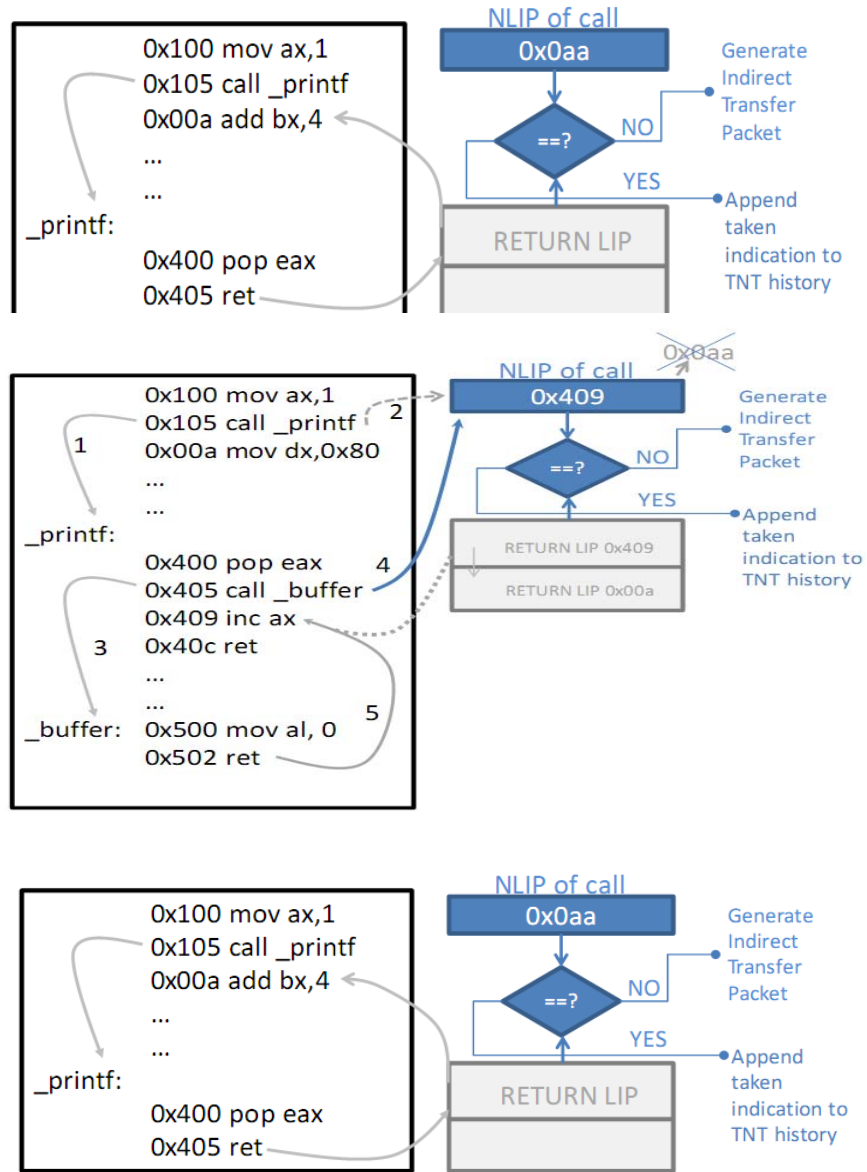 0x100 mov ax,1
0x105 call _printf
0x00a add bx,4
...
...
_printf:
0x400 pop eax
0x405 ret
NLIP of call
0x0aa
==?
NO
YES
Generate
Indirect
Transfer
Packet
Append
taken
indication to
TNT history
RETURN LIP
0x100 mov ax,1
0x105 call _printf
0x00a mov dx,0x80
...
...
_printf:
0x400 pop eax
0x405 call _buffer
0x409 inc ax
0x40c ret
...
...
_buffer: 0x500 mov al, 0
0x502 ret
1
2
3
4
5
0x0aa
NLIP of call
0x409
==?
NO
YES
Generate
Indirect
Transfer
Packet
Append
taken
indication to
TNT history
RETURN LIP 0x409
RETURN LIP 0x00a
0x100 mov ax,1
0x105 call _printf
0x00a add bx,4
...
...
_printf:
0x400 pop eax
0x405 ret
NLIP of call
0x0aa
==?
NO
YES
Generate
Indirect
Transfer
Packet
Append
taken
indication to
TNT history
RETURN LIP